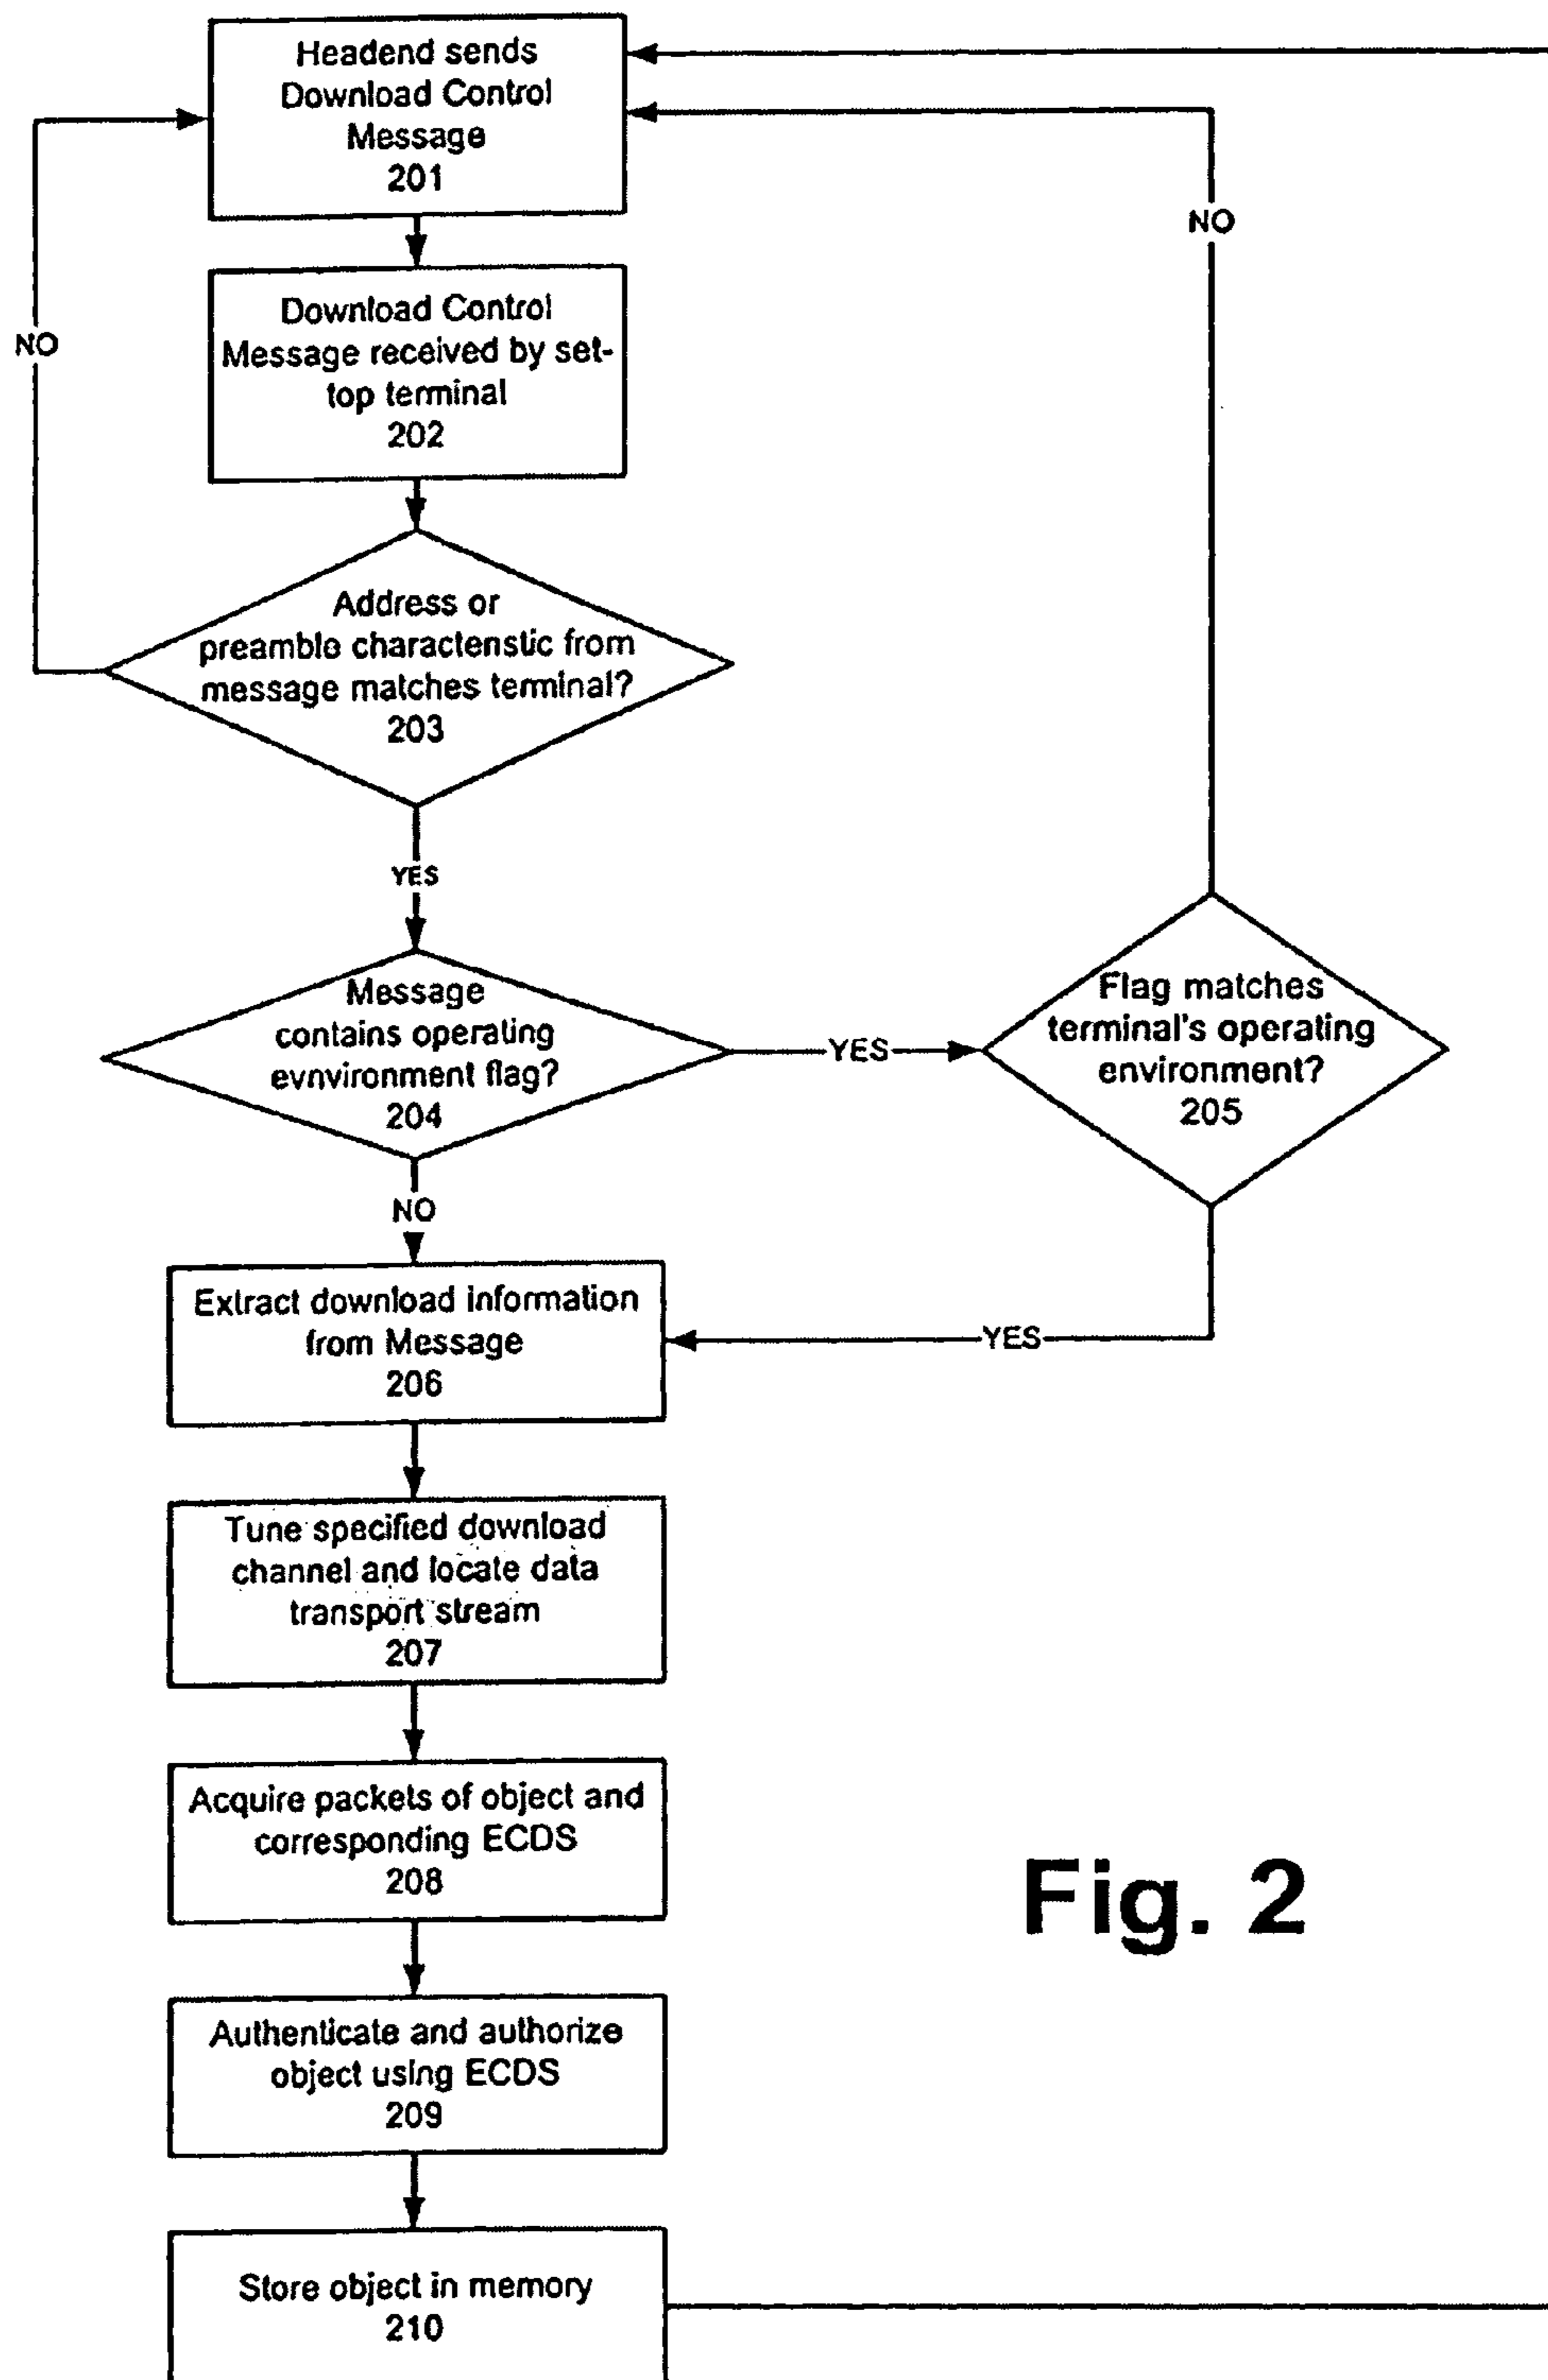 Headend sends
Download Control
Message
201
NO
NO
Download Control
Message received by set-
top terminal
202
Address or
preamble charactenstic from
message matches terminal?
203
YES
Message
contains operating
evnvironment flag?
204
YES
Flag matches
terminal's operating
environment?
205
NO
Extract download information
from Message
206
YES
Tune specified download
channel and locate data
transport stream
207
Acquire packets of object and
corresponding ECDS
208
Fig. 2
Authenticate and authorize
object using ECDS
209
Store object in memory
210